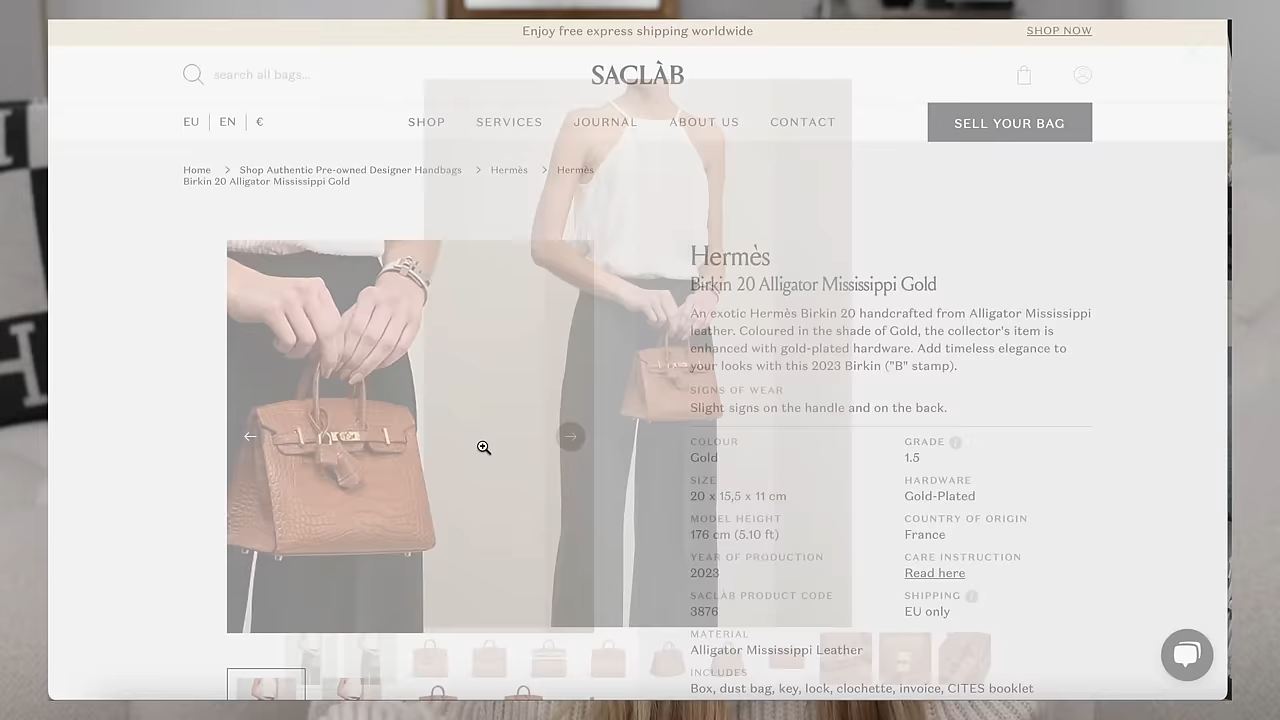 Enjoy free express shipping worldwide
SHOP NOW
search all bags...
SACLÀB
EU
EN
€
SHOP
SERVICES
JOURNAL
ABOUT US
CONTACT
SELL YOUR BAG
Home > Shop Authentic Pre-owned Designer Handbags > Hermès > Hermès
Birkin 20 Alligator Mississippi Gold
Hermès
Birkin 20 Alligator Mississippi Gold
An exotic Hermès Birkin 20 handcrafted from Alligator Mississippi
leather. Coloured in the shade of Gold, the collector's item is
enhanced with gold-plated hardware. Add timeless elegance to
your looks with this 2023 Birkin ("B" stamp).
SIGNS OF WEAR
Slight signs on the handle and on the back.
COLOUR
Gold
GRADE
1.5
SIZE
20 x 15,5 x 11 cm
HARDWARE
Gold-Plated
MODEL HEIGHT
176 cm (5.10 ft)
COUNTRY OF ORIGIN
France
YEAR OF PRODUCTION
2023
CARE INSTRUCTION
Read here
SACLÀB PRODUCT CODE
3876
SHIPPING
EU only
MATERIAL
Alligator Mississippi Leather
INCLUDES
Box, dust bag, key, lock, clochette, invoice, CITES booklet